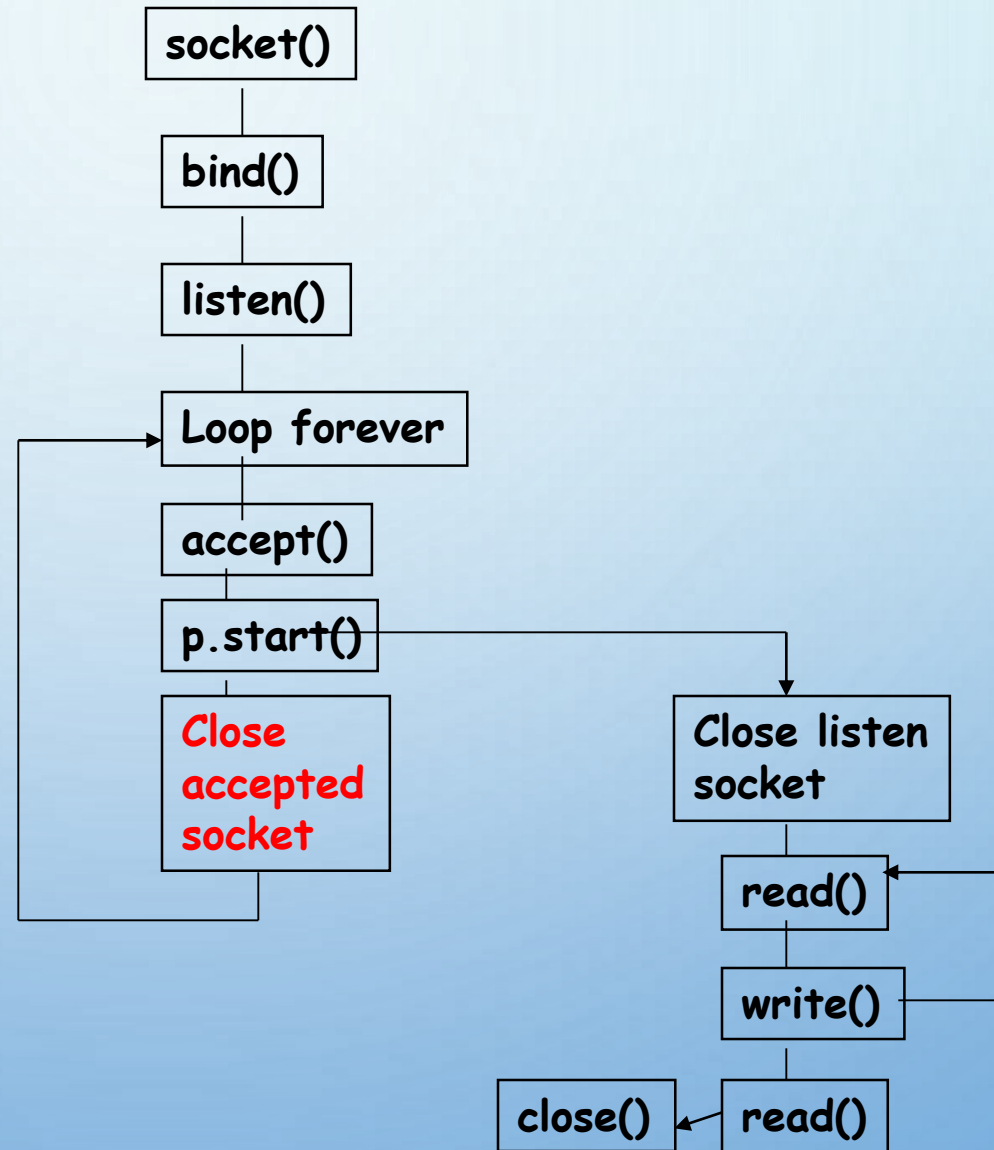 socket()
bind()
listen()
Loop forever
accept()
p.start()
Close
accepted
socket
Close listen
socket
read()
write()
read()
close()